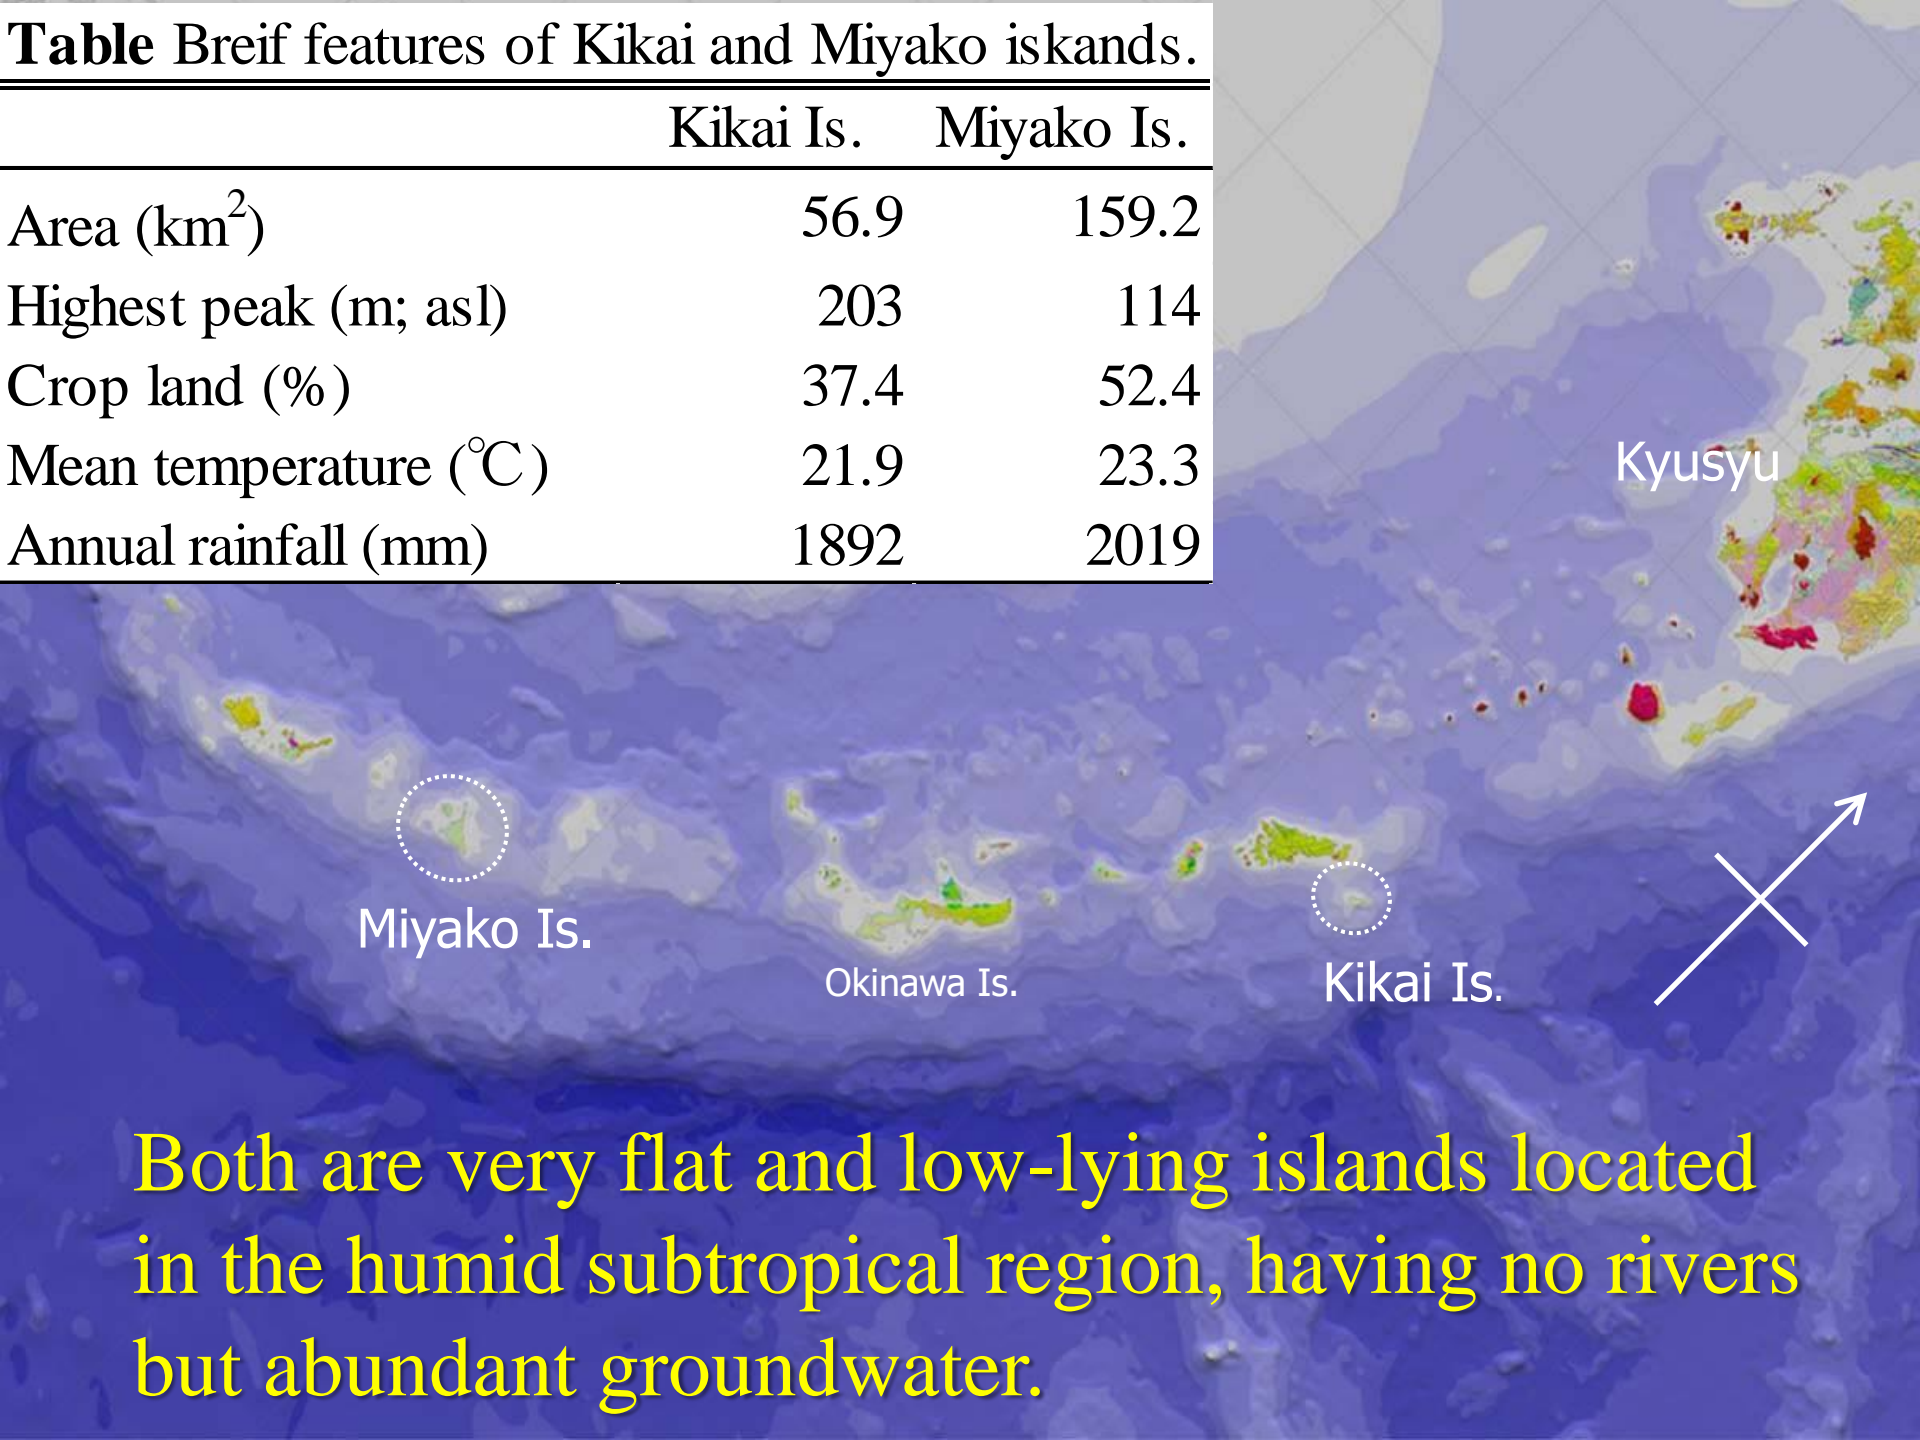 Table Breif features of Kikai and Miyako iskands.
Kikai Is. Miyako Is.
Area (km²) 56.9 159.2
Highest peak (m; asl) 203 114
Crop land (%) 37.4 52.4
Mean temperature (℃) 21.9 23.3
Annual rainfall (mm) 1892 2019
Kyusyu
Miyako Is.
Okinawa Is.
Kikai Is.
Both are very flat and low-lying islands located
in the humid subtropical region, having no rivers
but abundant groundwater.